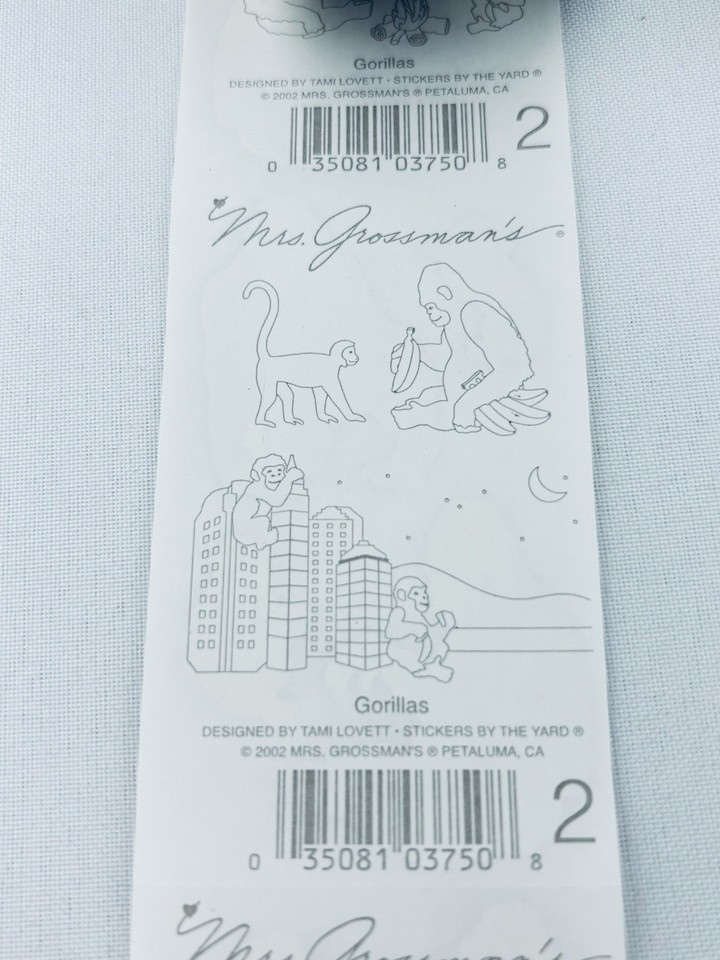 Gorillas
DESIGNED BY TAMI LOVETT • STICKERS BY THE YARD ®
© 2002 MRS. GROSSMAN'S ® PETALUMA, CA
2
0 35081 03750 8
Mrs. Grossman's ®
Gorillas
DESIGNED BY TAMI LOVETT • STICKERS BY THE YARD ®
© 2002 MRS. GROSSMAN'S ® PETALUMA, CA
2
0 35081 03750 8
Mrs. Grossman's